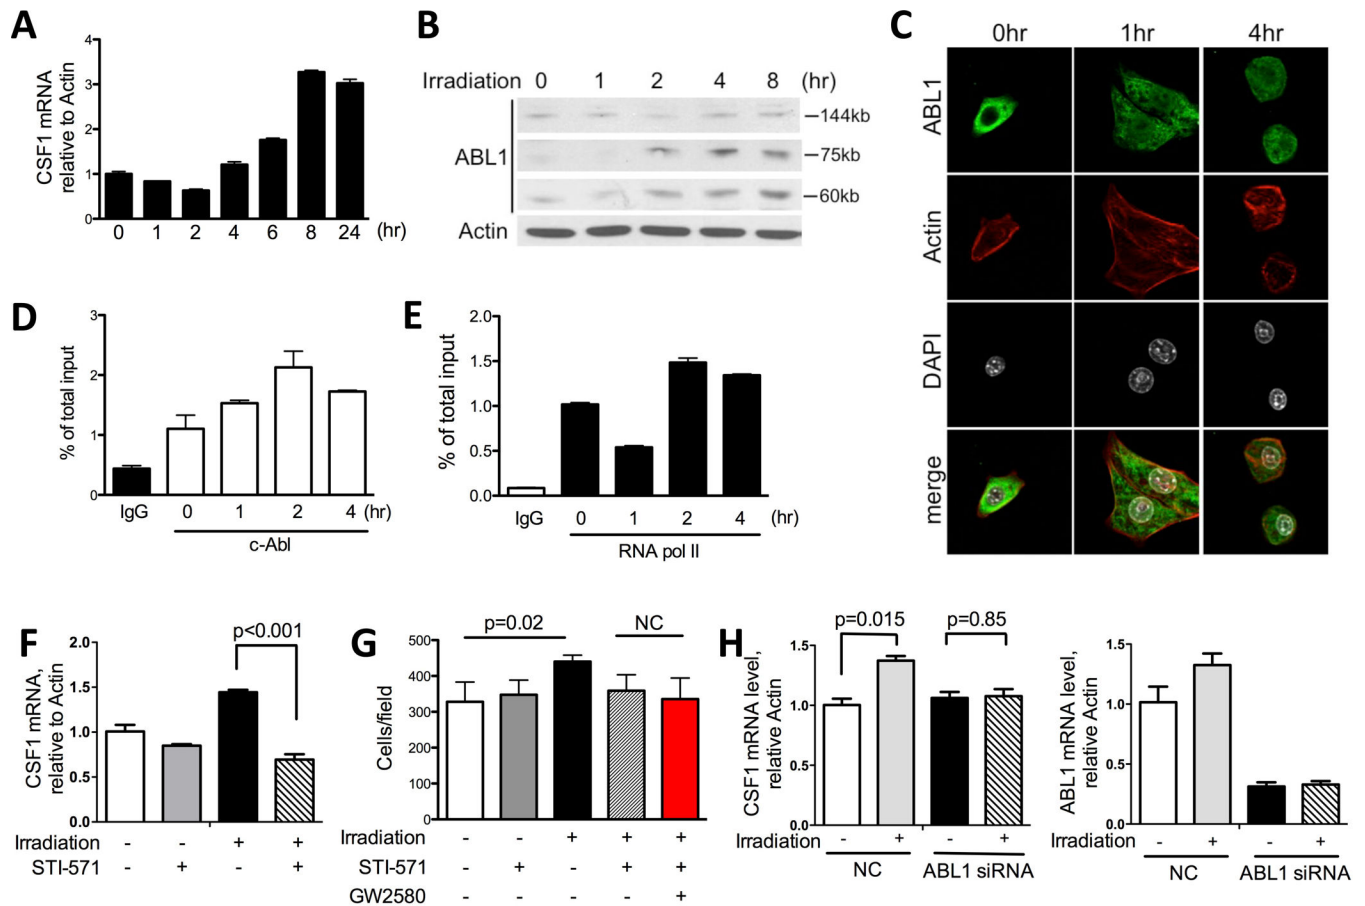 A
CSF1 mRNA
relative to Actin
4
3
2
1
0
0 1 2 4 6 8 24 (hr)
B
Irradiation 0 1 2 4 8 (hr)
ABL1
144kb
75kb
60kb
Actin
C
0hr 1hr 4hr
ABL1
Actin
DAPI
merge
D
% of total input
3
2
1
0
IgG 0 1 2 4 (hr)
c-Abl
E
% of total input
2.0
1.5
1.0
0.5
0.0
IgG 0 1 2 4 (hr)
RNA pol II
F
p<0.001
CSF1 mRNA,
relative to Actin
2.0
1.5
1.0
0.5
0.0
Irradiation - - + +
STI-571 - + - +
G
p=0.02 NC
Cells/field
500
400
300
200
100
0
Irradiation - - + + +
STI-571 - + - + +
GW2580 - - - - +
H
p=0.015 p=0.85
CSF1 mRNA level,
relative Actin
1.5
1.0
0.5
0.0
Irradiation - + - +
NC ABL1 siRNA
ABL1 mRNA level,
relative Actin
1.5
1.0
0.5
0.0
Irradiation - + - +
NC ABL1 siRNA